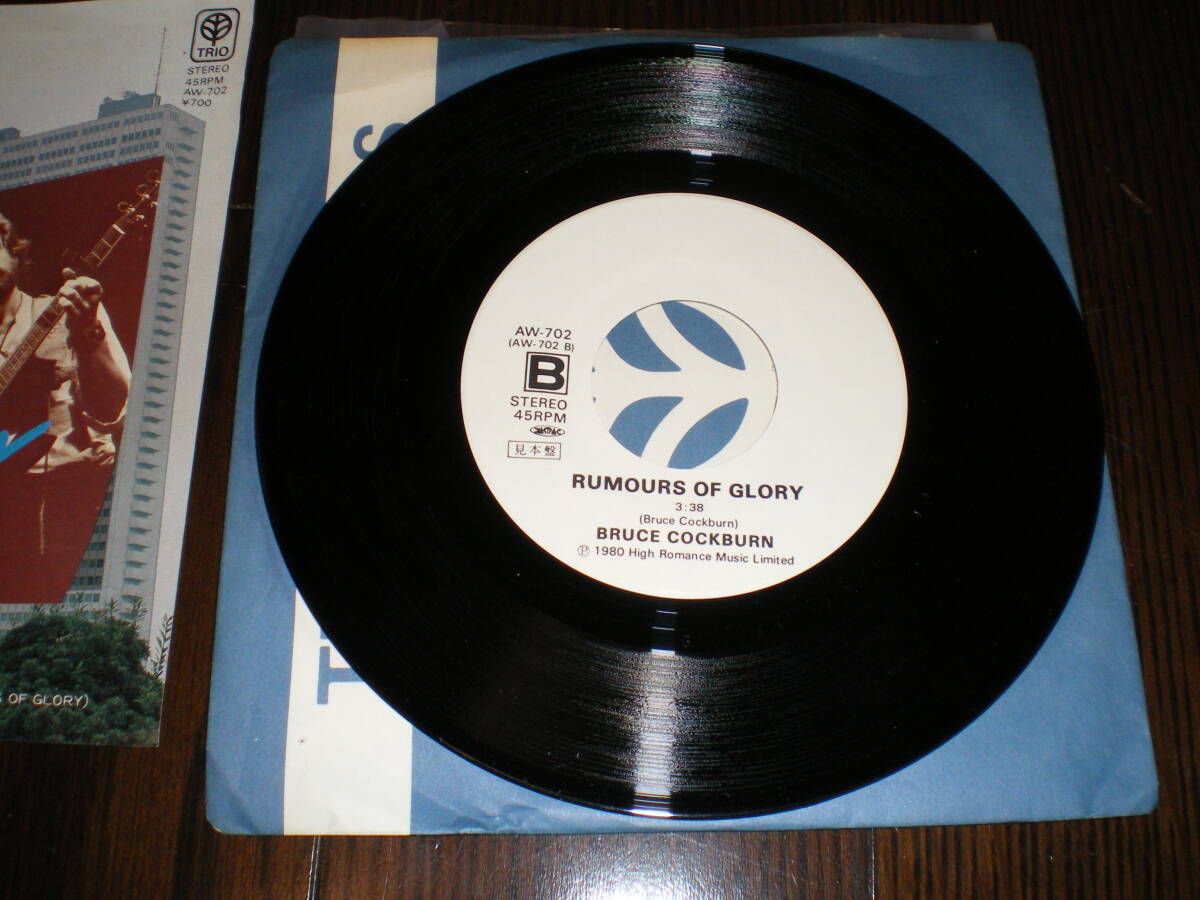 TRIO
STEREO
45RPM
AW-702
¥700
OF GLORY)
AW-702
(AW-702 B)
B
STEREO
45RPM
見本盤
RUMOURS OF GLORY
3:38
(Bruce Cockburn)
BRUCE COCKBURN
Ⓟ 1980 High Romance Music Limited